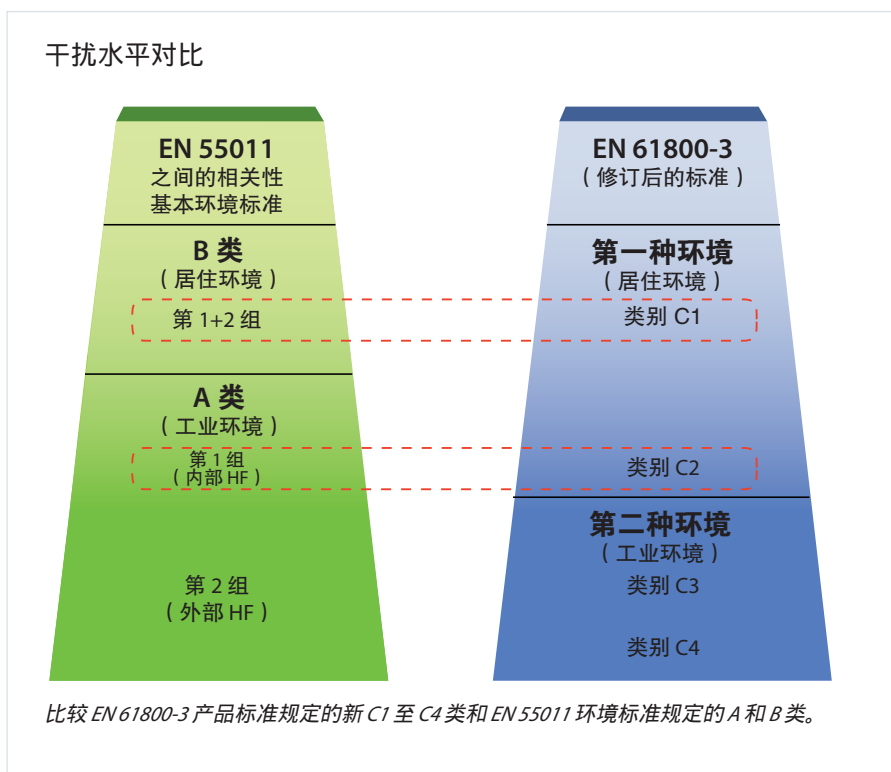 干扰水平对比
EN 55011
之间的相关性
基本环境标准
B 类
（居住环境）
第 1+2 组
A 类
（工业环境）
第 1 组
（内部 HF）
第 2 组
（外部 HF）
EN 61800-3
（修订后的标准）
第一种环境
（居住环境）
类别 C1
类别 C2
第二种环境
（工业环境）
类别 C3
类别 C4
比较 EN 61800-3 产品标准规定的新 C1 至 C4 类和 EN 55011 环境标准规定的 A 和 B 类。